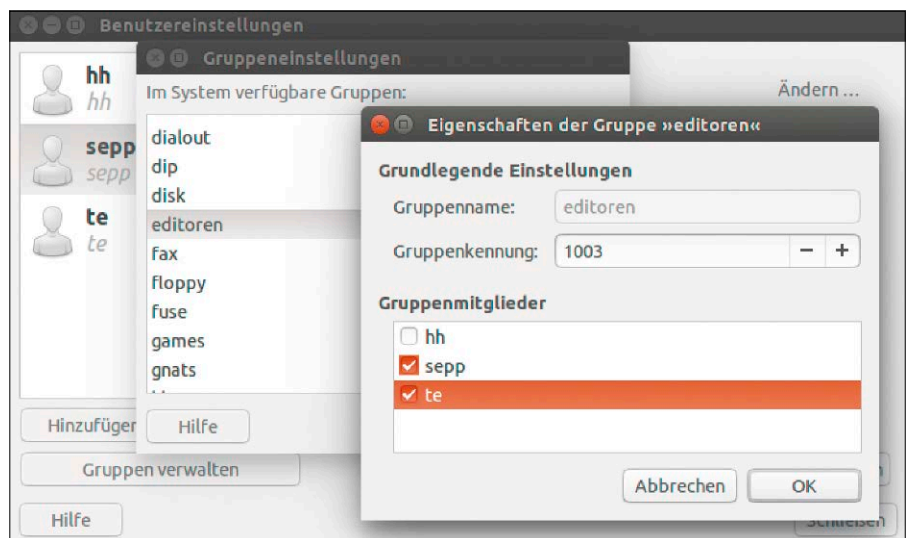 Benutzereinstellungen
Gruppeneinstellungen
hh
hh
Im System verfügbare Gruppen:
Ändern ...
sepp
sepp
te
te
dialout
dip
disk
editoren
fax
floppy
fuse
games
gnats
Eigenschaften der Gruppe »editoren«
Grundlegende Einstellungen
Gruppenname: editoren
Gruppenkennung: 1003 − +
Gruppenmitglieder
hh
sepp
te
Abbrechen OK
Hinzufüger
Hilfe
Gruppen verwalten
Hilfe
Schließen